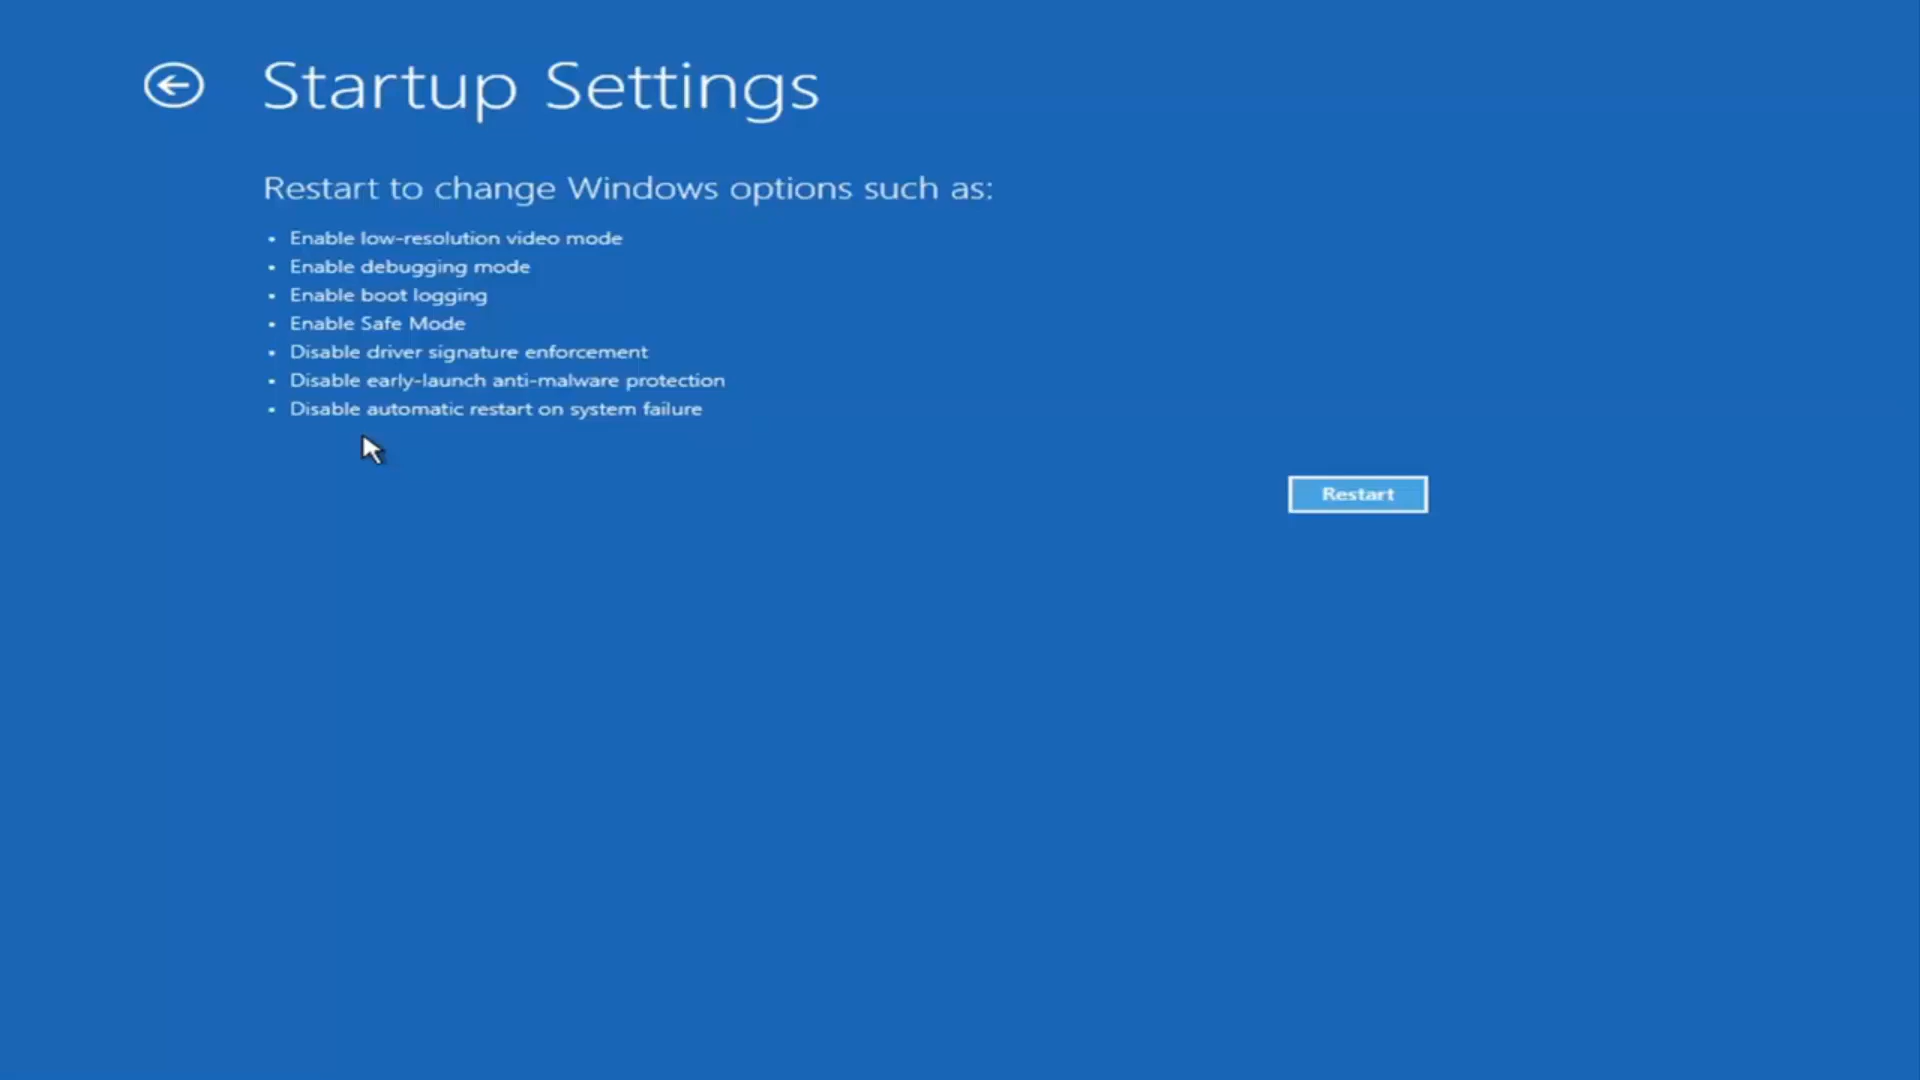 Startup Settings
Restart to change Windows options such as:
• Enable low-resolution video mode
• Enable debugging mode
• Enable boot logging
• Enable Safe Mode
• Disable driver signature enforcement
• Disable early-launch anti-malware protection
• Disable automatic restart on system failure
Restart